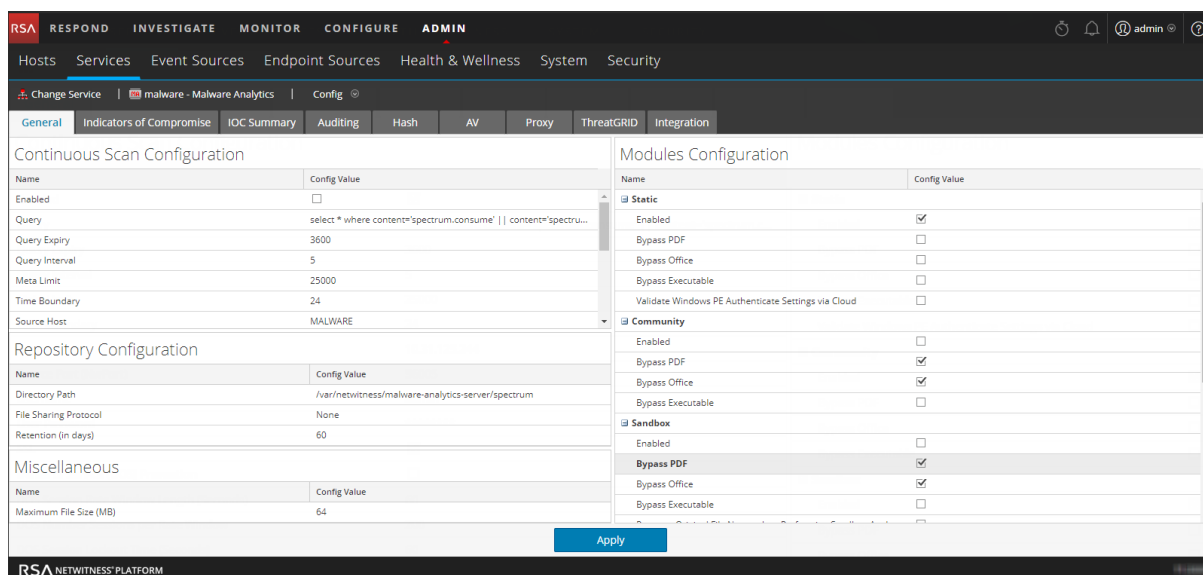 RSA RESPOND INVESTIGATE MONITOR CONFIGURE ADMIN admin
Hosts Services Event Sources Endpoint Sources Health & Wellness System Security
Change Service | malware - Malware Analytics | Config
General Indicators of Compromise IOC Summary Auditing Hash AV Proxy ThreatGRID Integration
Continuous Scan Configuration
Name Config Value
Enabled
Query select * where content='spectrum.consume' || content='spectru...
Query Expiry 3600
Query Interval 5
Meta Limit 25000
Time Boundary 24
Source Host MALWARE
Repository Configuration
Name Config Value
Directory Path /var/netwitness/malware-analytics-server/spectrum
File Sharing Protocol None
Retention (in days) 60
Miscellaneous
Name Config Value
Maximum File Size (MB) 64
Modules Configuration
Name Config Value
Static
Enabled
Bypass PDF
Bypass Office
Bypass Executable
Validate Windows PE Authenticate Settings via Cloud
Community
Enabled
Bypass PDF
Bypass Office
Bypass Executable
Sandbox
Enabled
Bypass PDF
Bypass Office
Bypass Executable
Apply
RSA NETWITNESS® PLATFORM